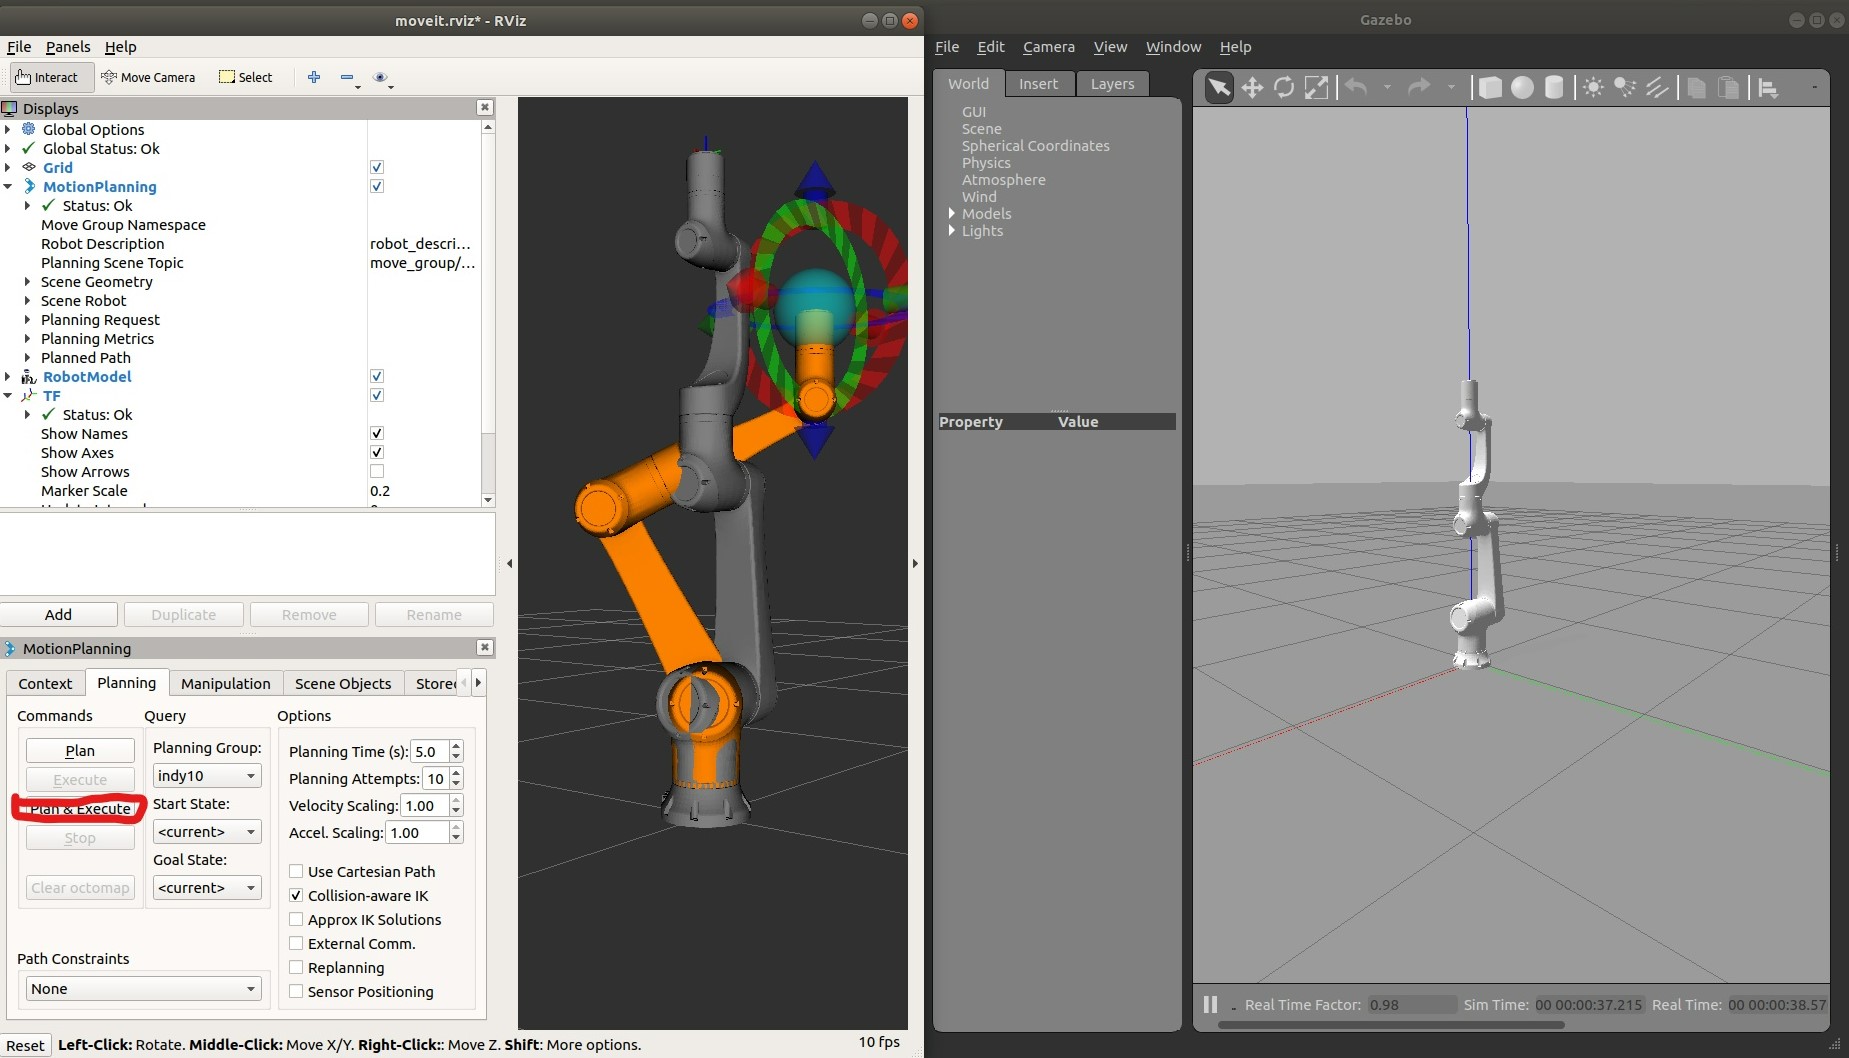 moveit.rviz* - RViz
File Panels Help
Interact Move Camera Select
Displays
Global Options
Global Status: Ok
Grid
MotionPlanning
Status: Ok
Move Group Namespace
Robot Description robot_descri...
Planning Scene Topic move_group/...
Scene Geometry
Scene Robot
Planning Request
Planning Metrics
Planned Path
RobotModel
TF
Status: Ok
Show Names
Show Axes
Show Arrows
Marker Scale 0.2
Add Duplicate Remove Rename
MotionPlanning
Context Planning Manipulation Scene Objects Stored
Commands Query Options
Plan
Execute
Plan & Execute
Stop
Clear octomap
Planning Group:
indy10
Start State:
<current>
Goal State:
<current>
Planning Time (s): 5.0
Planning Attempts: 10
Velocity Scaling: 1.00
Accel. Scaling: 1.00
Use Cartesian Path
Collision-aware IK
Approx IK Solutions
External Comm.
Replanning
Sensor Positioning
Path Constraints
None
Reset Left-Click: Rotate. Middle-Click: Move X/Y. Right-Click:: Move Z. Shift: More options. 10 fps
Gazebo
File Edit Camera View Window Help
World Insert Layers
GUI
Scene
Spherical Coordinates
Physics
Atmosphere
Wind
Models
Lights
Property Value
Real Time Factor: 0.98 Sim Time: 00 00:00:37.215 Real Time: 00 00:00:38.57